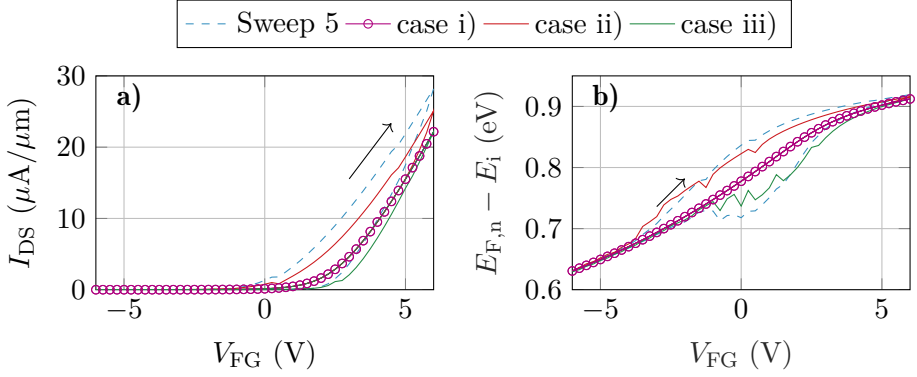 Sweep 5 case i) case ii) case iii)
a)
30
20
10
0
−5 0 5
I_DS (μA/μm)
V_FG (V)
b)
0.9
0.8
0.7
0.6
−5 0 5
E_F,n − E_i (eV)
V_FG (V)